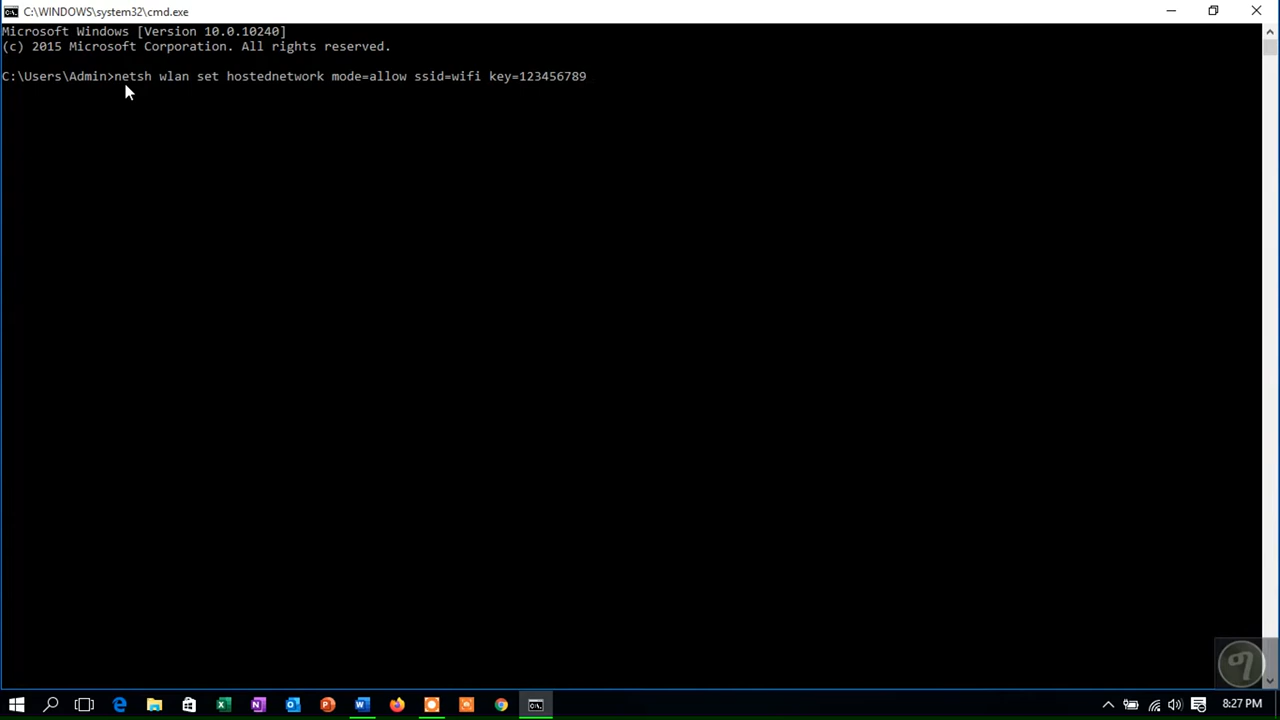 C:\WINDOWS\system32\cmd.exe
Microsoft Windows [Version 10.0.10240]
(c) 2015 Microsoft Corporation. All rights reserved.
C:\Users\Admin>netsh wlan set hostednetwork mode=allow ssid=wifi key=123456789
8:27 PM